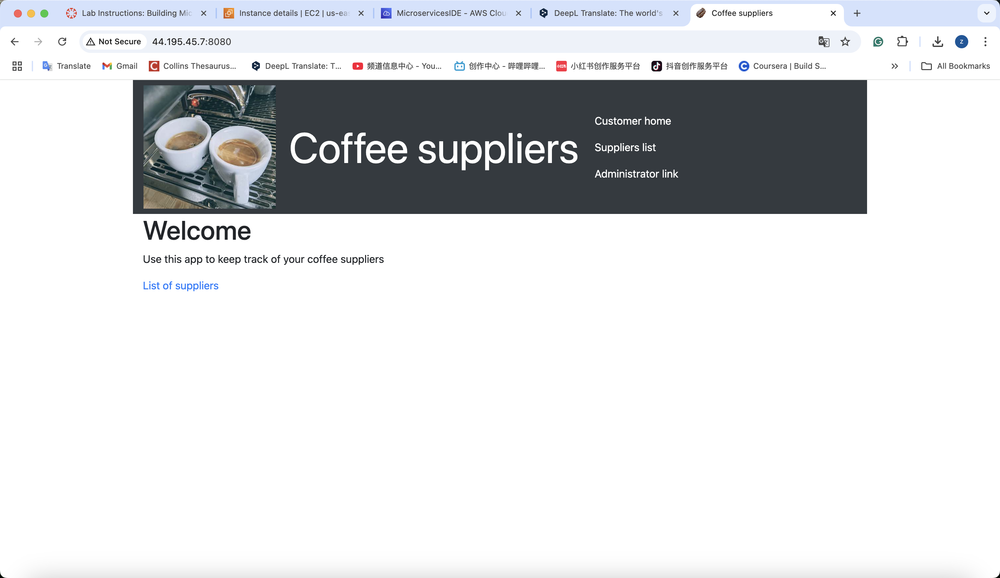 Lab Instructions: Building Mic
Instance details | EC2 | us-eas
MicroservicesIDE - AWS Clou
DeepL Translate: The world's
Coffee suppliers
Not Secure
44.195.45.7:8080
Z
Translate
Gmail
Collins Thesaurus...
DeepL Translate: T...
频道信息中心 - You...
创作中心 - 哔哩哔哩...
小红书
小红书创作服务平台
抖音创作服务平台
Coursera | Build S...
All Bookmarks
Coffee suppliers
Customer home
Suppliers list
Administrator link
Welcome
Use this app to keep track of your coffee suppliers
List of suppliers